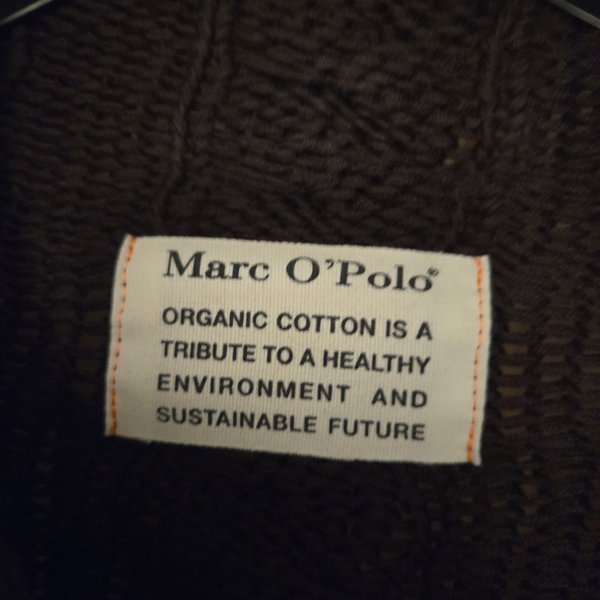 Marc O'Polo®
ORGANIC COTTON IS A
TRIBUTE TO A HEALTHY
ENVIRONMENT AND
SUSTAINABLE FUTURE